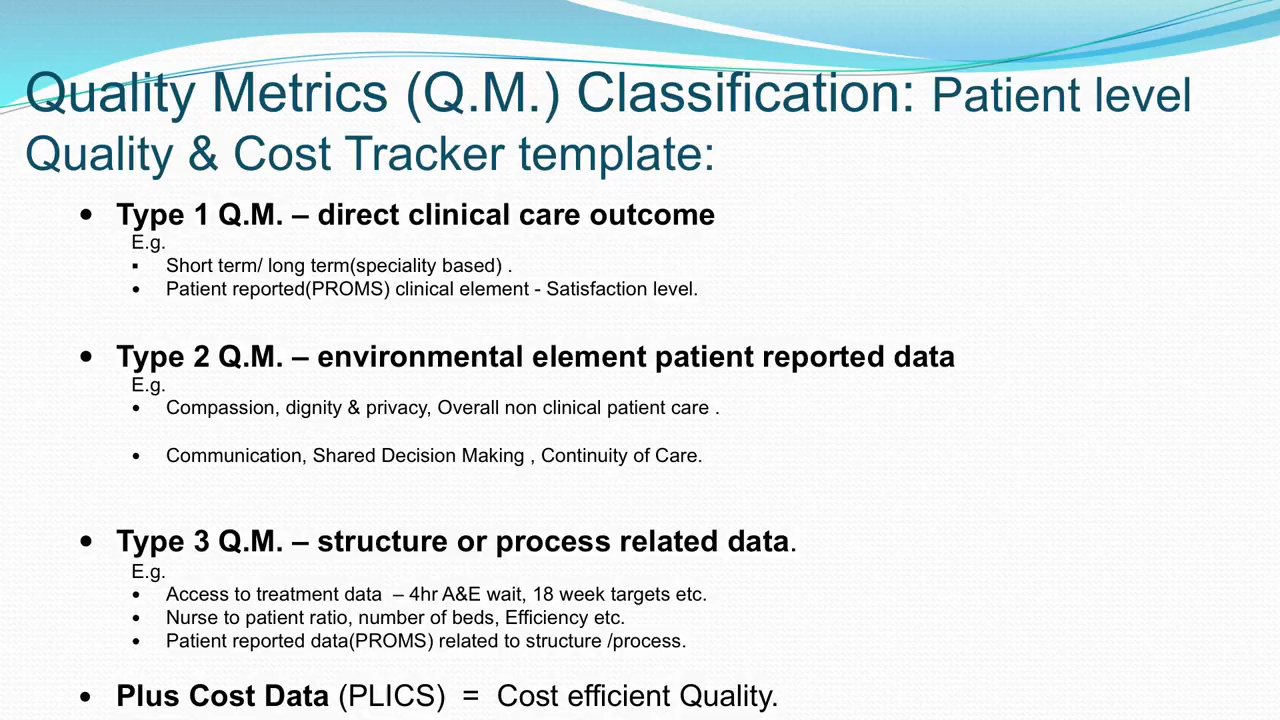 Quality Metrics (Q.M.) Classification: Patient level
Quality & Cost Tracker template:
• Type 1 Q.M. – direct clinical care outcome
E.g.
▪ Short term/ long term(speciality based) .
• Patient reported(PROMS) clinical element - Satisfaction level.
• Type 2 Q.M. – environmental element patient reported data
E.g.
• Compassion, dignity & privacy, Overall non clinical patient care .
• Communication, Shared Decision Making , Continuity of Care.
• Type 3 Q.M. – structure or process related data.
E.g.
• Access to treatment data – 4hr A&E wait, 18 week targets etc.
• Nurse to patient ratio, number of beds, Efficiency etc.
• Patient reported data(PROMS) related to structure /process.
• Plus Cost Data (PLICS) = Cost efficient Quality.